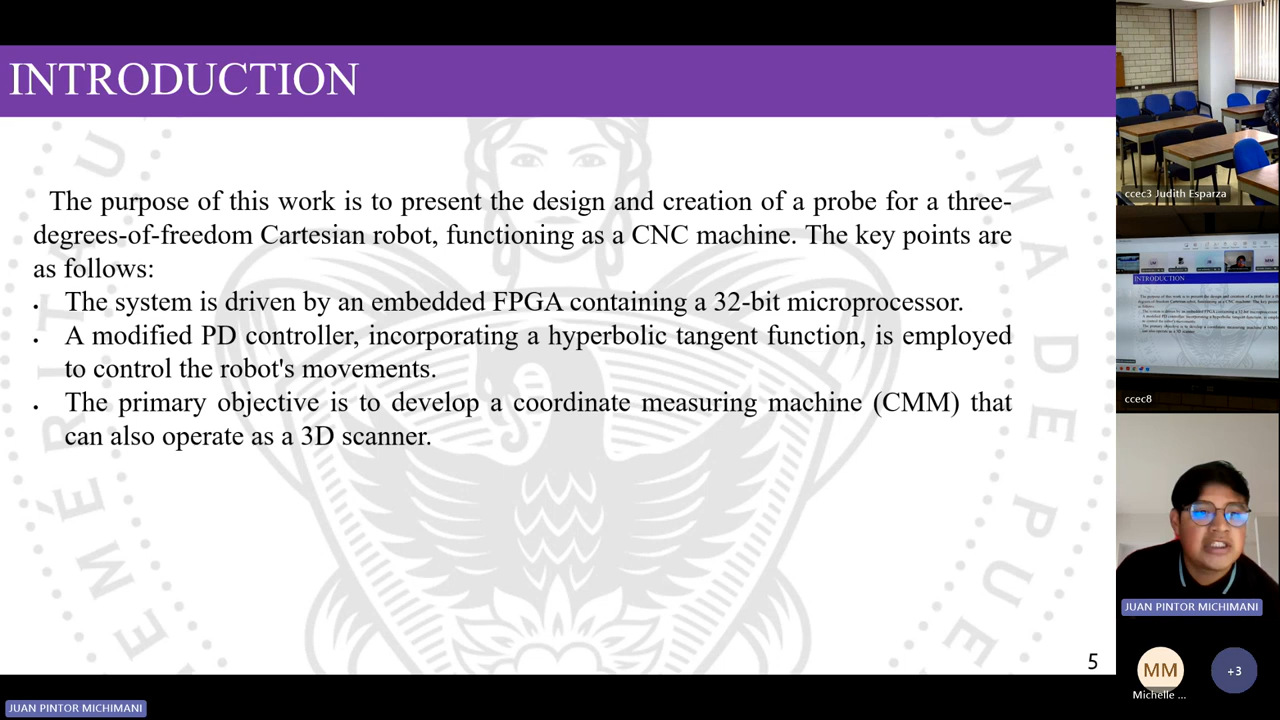 INTRODUCTION
The purpose of this work is to present the design and creation of a probe for a three-
degrees-of-freedom Cartesian robot, functioning as a CNC machine. The key points are
as follows:
• The system is driven by an embedded FPGA containing a 32-bit microprocessor.
• A modified PD controller, incorporating a hyperbolic tangent function, is employed
to control the robot's movements.
• The primary objective is to develop a coordinate measuring machine (CMM) that
can also operate as a 3D scanner.
5
JUAN PINTOR MICHIMANI
ccec3 Judith Esparza
INTRODUCTION
ccec8
JUAN PINTOR MICHIMANI
MM
Michelle ...
+3